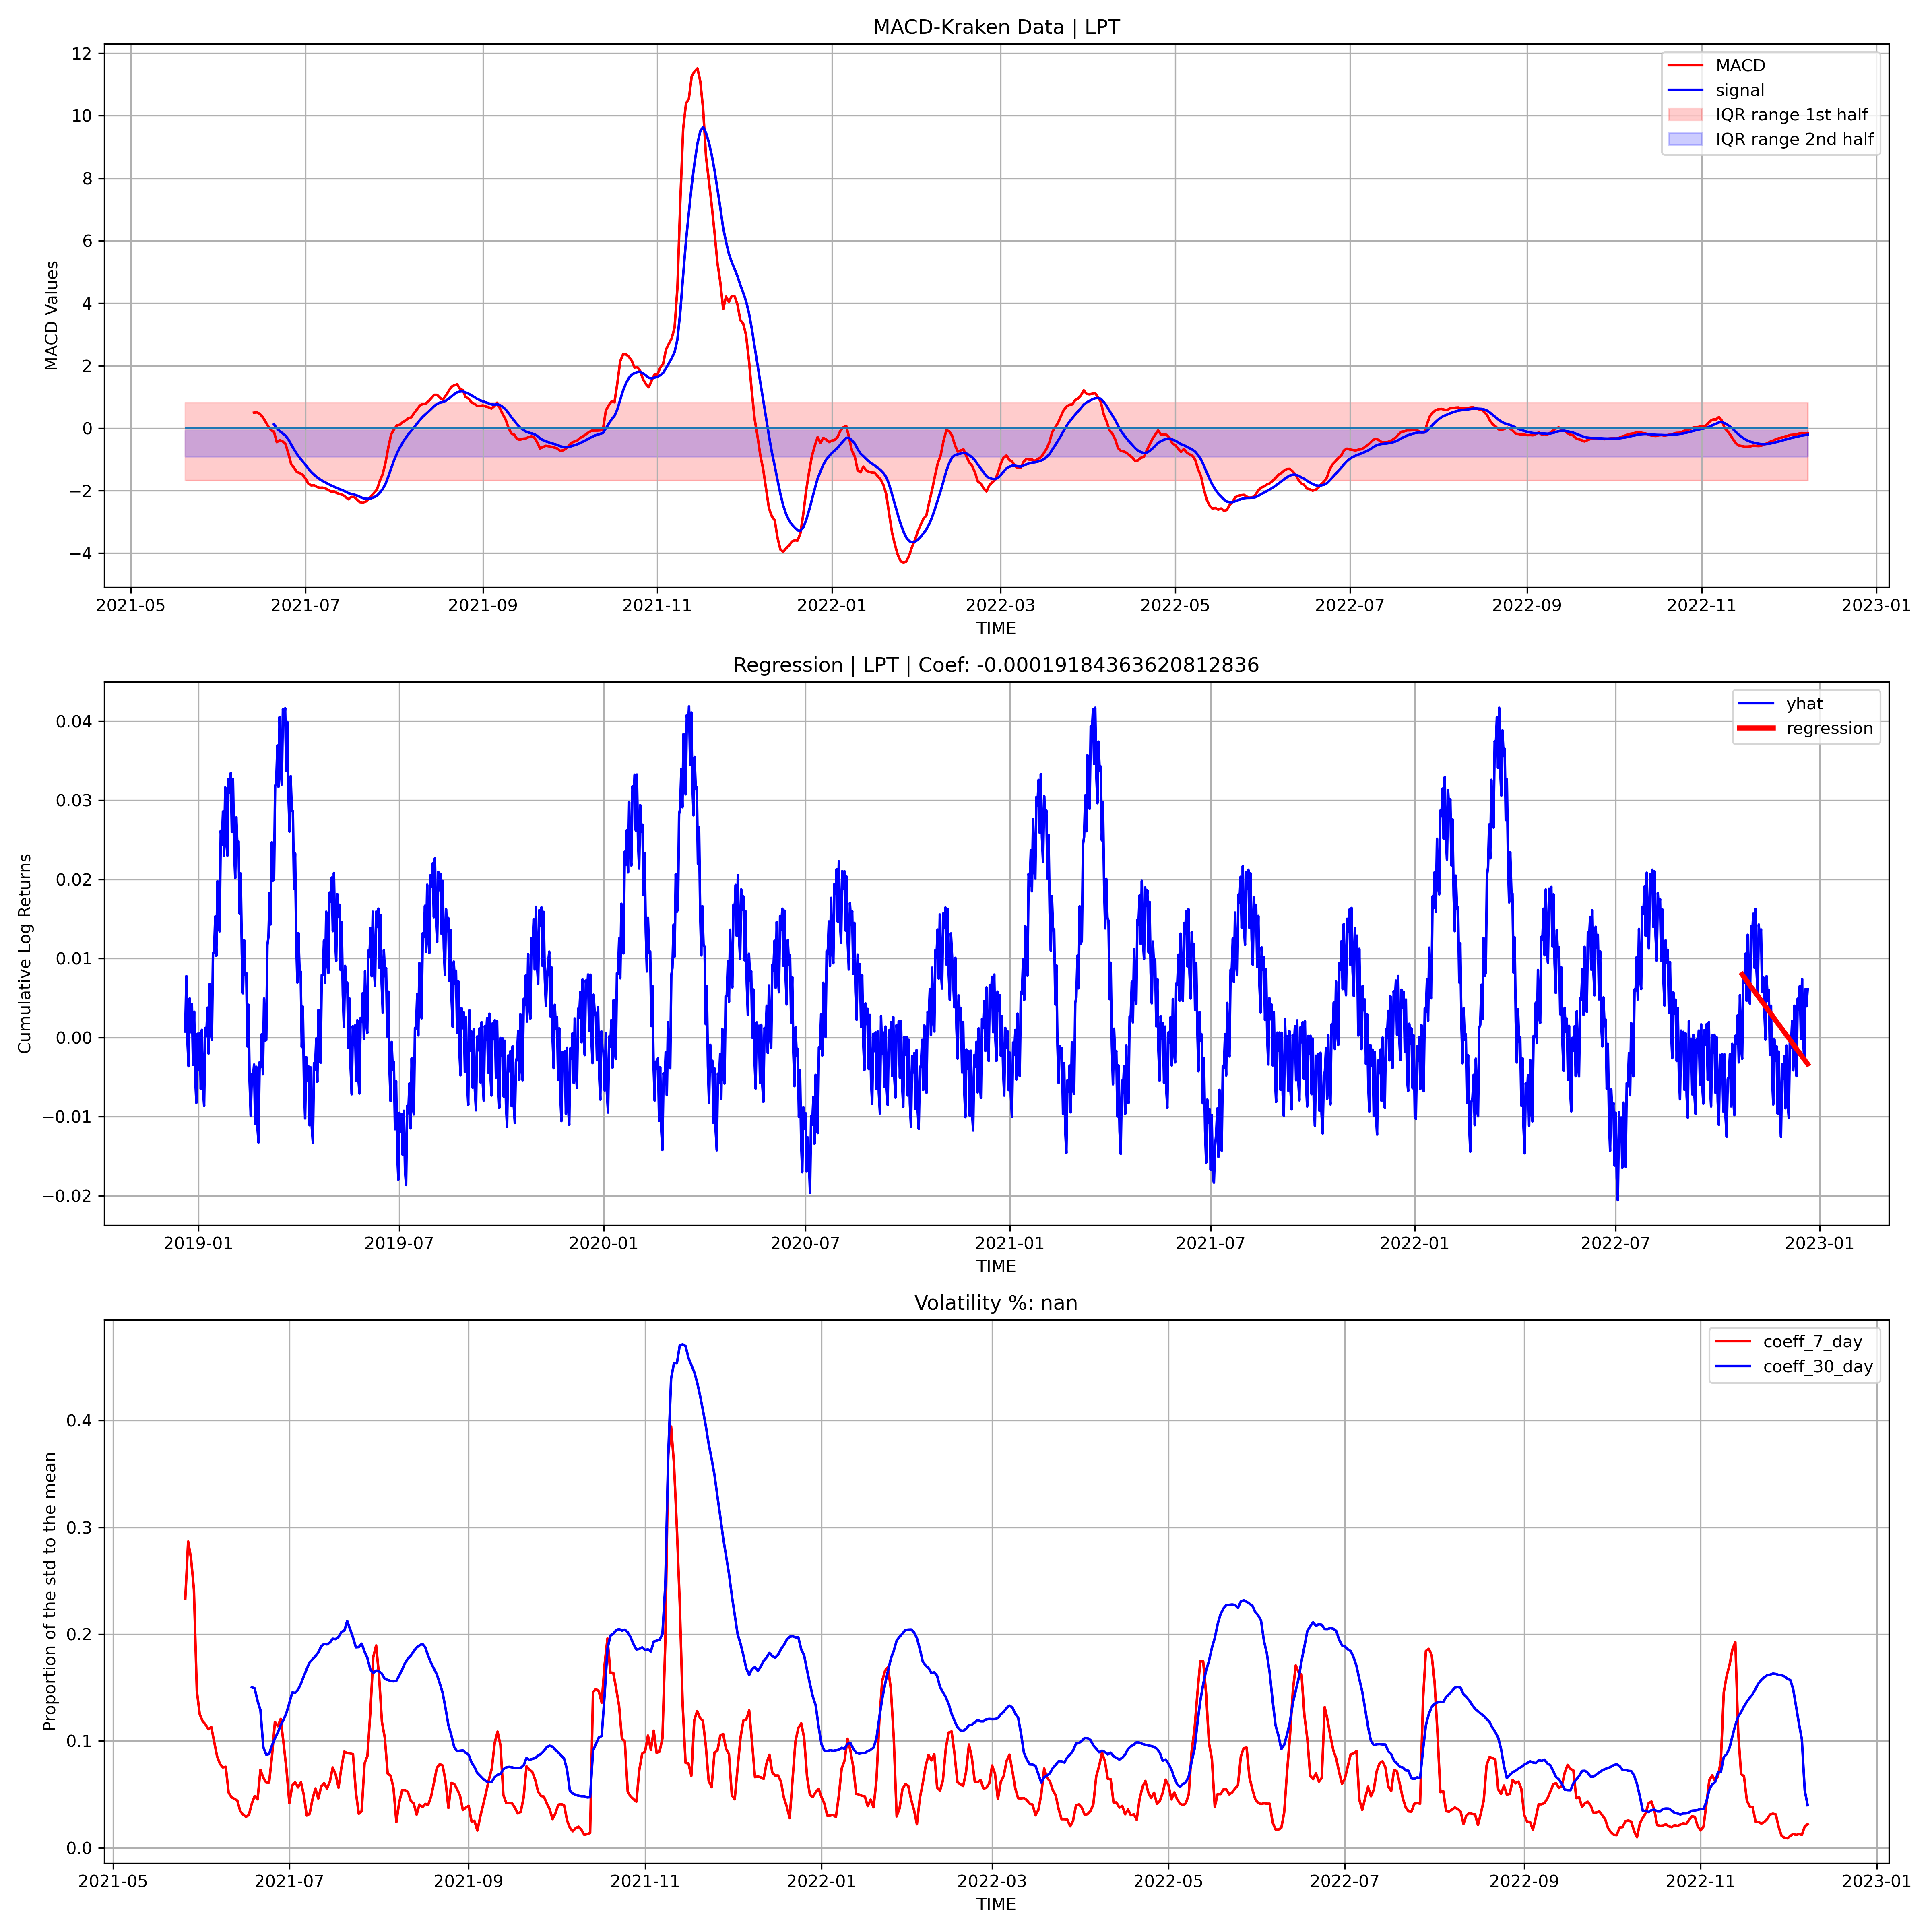 MACD-Kraken Data | LPT
MACD Values
12
10
8
6
4
2
0
−2
−4
MACD
signal
IQR range 1st half
IQR range 2nd half
2021-05 2021-07 2021-09 2021-11 2022-01 2022-03 2022-05 2022-07 2022-09 2022-11 2023-01
TIME
Regression | LPT | Coef: -0.00019184363620812836
Cumulative Log Returns
0.04
0.03
0.02
0.01
0.00
−0.01
−0.02
yhat
regression
2019-01 2019-07 2020-01 2020-07 2021-01 2021-07 2022-01 2022-07 2023-01
TIME
Volatility %: nan
Proportion of the std to the mean
0.4
0.3
0.2
0.1
0.0
coeff_7_day
coeff_30_day
2021-05 2021-07 2021-09 2021-11 2022-01 2022-03 2022-05 2022-07 2022-09 2022-11 2023-01
TIME